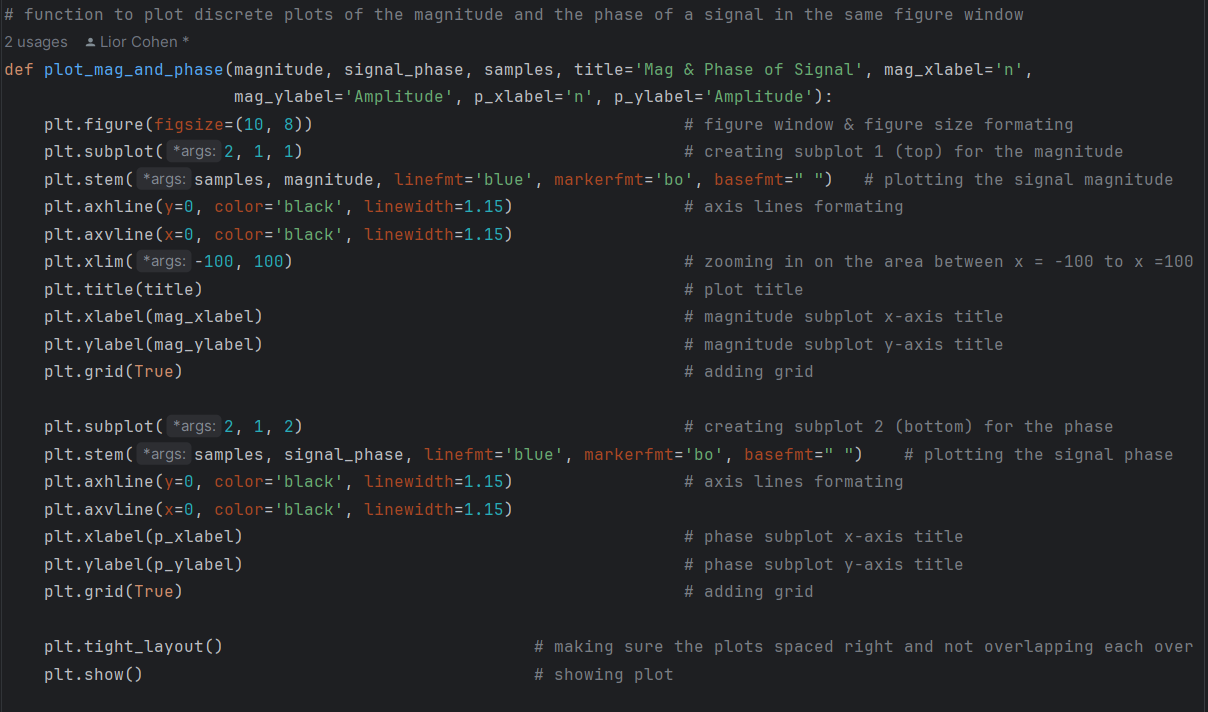 # function to plot discrete plots of the magnitude and the phase of a signal in the same figure window
2 usages Lior Cohen *
def plot_mag_and_phase(magnitude, signal_phase, samples, title='Mag & Phase of Signal', mag_xlabel='n',
mag_ylabel='Amplitude', p_xlabel='n', p_ylabel='Amplitude'):
plt.figure(figsize=(10, 8)) # figure window & figure size formating
plt.subplot( *args: 2, 1, 1) # creating subplot 1 (top) for the magnitude
plt.stem( *args: samples, magnitude, linefmt='blue', markerfmt='bo', basefmt=" ") # plotting the signal magnitude
plt.axhline(y=0, color='black', linewidth=1.15) # axis lines formating
plt.axvline(x=0, color='black', linewidth=1.15)
plt.xlim( *args: -100, 100) # zooming in on the area between x = -100 to x =100
plt.title(title) # plot title
plt.xlabel(mag_xlabel) # magnitude subplot x-axis title
plt.ylabel(mag_ylabel) # magnitude subplot y-axis title
plt.grid(True) # adding grid
plt.subplot( *args: 2, 1, 2) # creating subplot 2 (bottom) for the phase
plt.stem( *args: samples, signal_phase, linefmt='blue', markerfmt='bo', basefmt=" ") # plotting the signal phase
plt.axhline(y=0, color='black', linewidth=1.15) # axis lines formating
plt.axvline(x=0, color='black', linewidth=1.15)
plt.xlabel(p_xlabel) # phase subplot x-axis title
plt.ylabel(p_ylabel) # phase subplot y-axis title
plt.grid(True) # adding grid
plt.tight_layout() # making sure the plots spaced right and not overlapping each over
plt.show() # showing plot